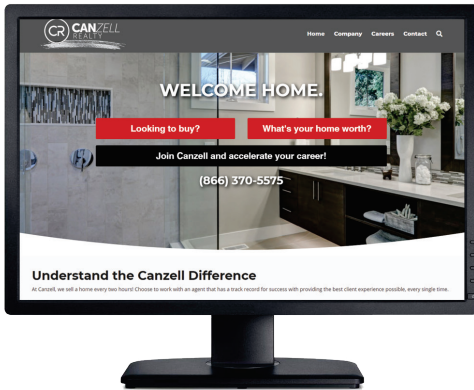 CR CANZELL
REALTY
Home Company Careers Contact
WELCOME HOME.
Looking to buy? What's your home worth?
Join Canzell and accelerate your career!
(866) 370-5575
Understand the Canzell Difference
At Canzell, we sell a home every two hours! Choose to work with an agent that has a track record for success with providing the best client experience possible, every single time.